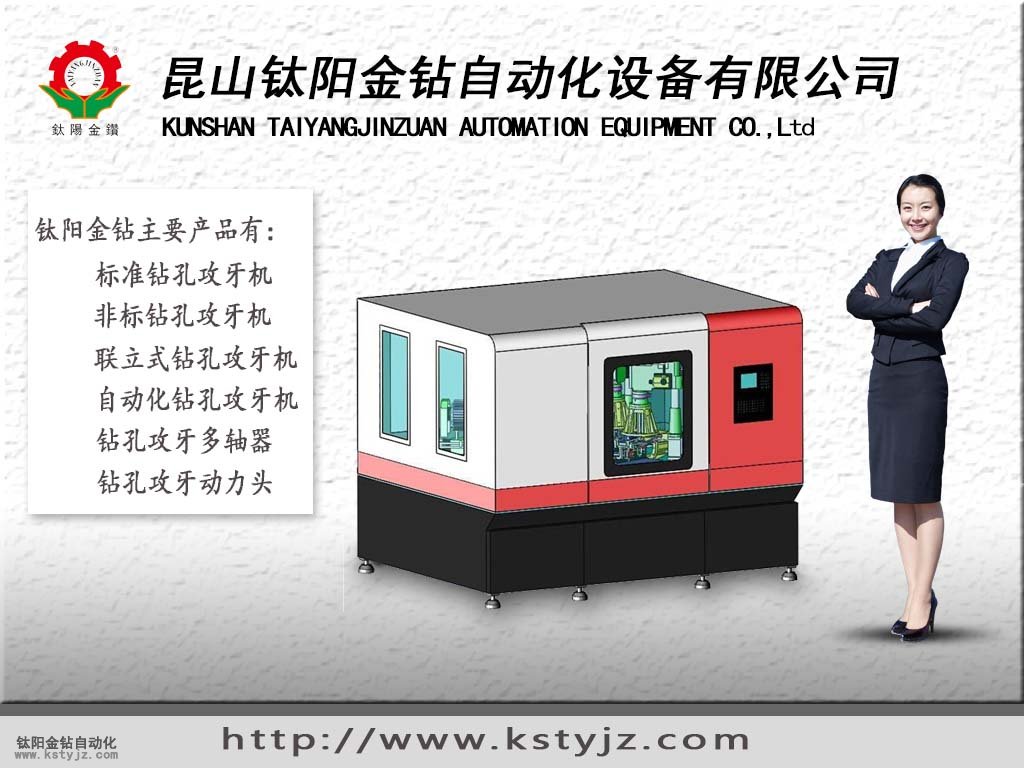 昆山钛阳金钻自动化设备有限公司
KUNSHAN TAIYANGJINZUAN AUTOMATION EQUIPMENT CO.,Ltd
TAIYANGJINZUAN
®
鈦陽金鑽
钛阳金钻主要产品有：
标准钻孔攻牙机
非标钻孔攻牙机
联立式钻孔攻牙机
自动化钻孔攻牙机
钻孔攻牙多轴器
钻孔攻牙动力头
钛阳金钻自动化
www.kstyjz.com
http://www.kstyjz.com